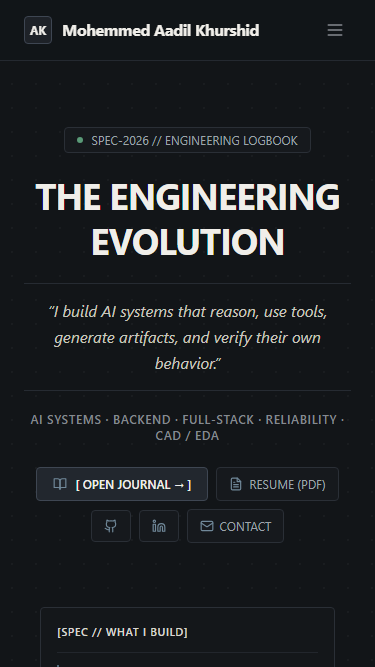 AK Mohemmed Aadil Khurshid
SPEC-2026 // ENGINEERING LOGBOOK
THE ENGINEERING
EVOLUTION
“I build AI systems that reason, use tools,
generate artifacts, and verify their own
behavior.”
AI SYSTEMS · BACKEND · FULL-STACK · RELIABILITY ·
CAD / EDA
[ OPEN JOURNAL → ] RESUME (PDF)
CONTACT
[SPEC // WHAT I BUILD]